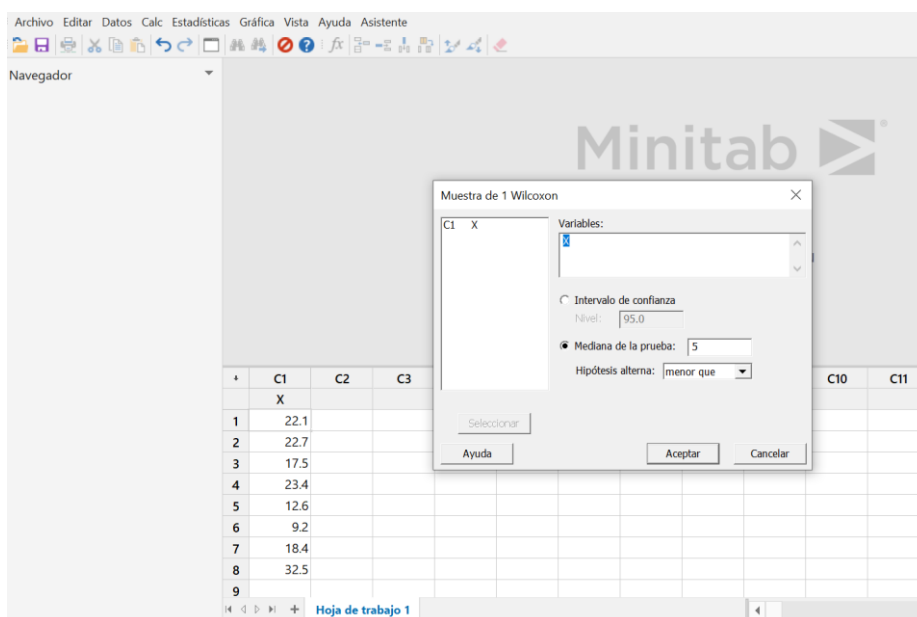 Archivo Editar Datos Calc Estadísticas Gráfica Vista Ayuda Asistente
Navegador
Minitab
Muestra de 1 Wilcoxon
C1 X
Variables:
X
Intervalo de confianza
Nivel: 95.0
Mediana de la prueba: 5
Hipótesis alterna: menor que
Seleccionar
Ayuda Aceptar Cancelar
C1 C2 C3 C10 C11
X
1 22.1
2 22.7
3 17.5
4 23.4
5 12.6
6 9.2
7 18.4
8 32.5
9
Hoja de trabajo 1